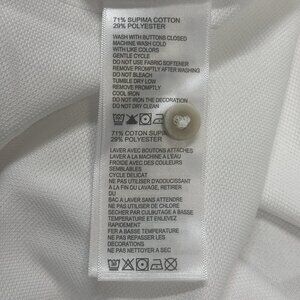 71% SUPIMA COTTON
29% POLYESTER
WASH WITH BUTTONS CLOSED
MACHINE WASH COLD
WITH LIKE COLORS
GENTLE CYCLE
DO NOT USE FABRIC SOFTENER
REMOVE PROMPTLY AFTER WASHING
DO NOT BLEACH
TUMBLE DRY LOW
REMOVE PROMPTLY
COOL IRON
DO NOT IRON THE DECORATION
DO NOT DRY CLEAN
71% COTON SUPIMA
29% POLYESTER
LAVER AVEC BOUTONS ATTACHES
LAVER A LA MACHINE A L'EAU
FROIDE AVEC DES COULEURS
SEMBLABLES
CYCLE DELICAT
NE PAS UTILISER D'ADOUCISSANT
A LA FIN DU LAVAGE, RETIRER
DU
BAC A LAVER SANS ATTENDRE
NE PAS UTILISER DE CHLORE
SECHER PAR CULBUTAGE A BASSE
TEMPERATURE ET ENLEVEZ
RAPIDEMENT
FER A BASSE TEMPERATURE
NE PAS REPASSER LES
DECORATIONS
NE PAS NETTOYER A SEC